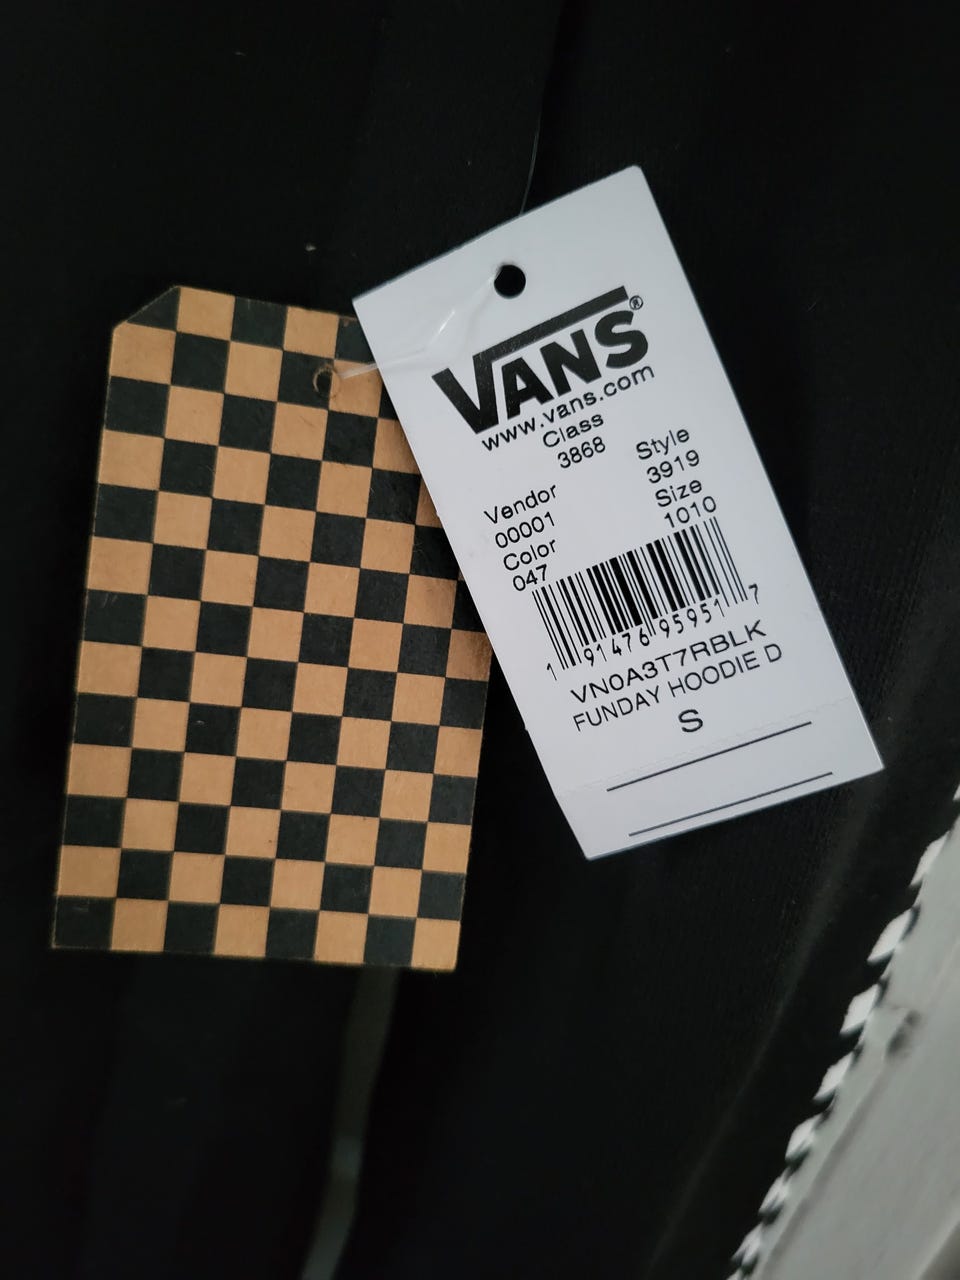 VANS®
www.vans.com
Class
3868
Style
3919
Vendor
00001
Size
1010
Color
047
1 91476 95951 7
VN0A3T7RBLK
FUNDAY HOODIE D
S